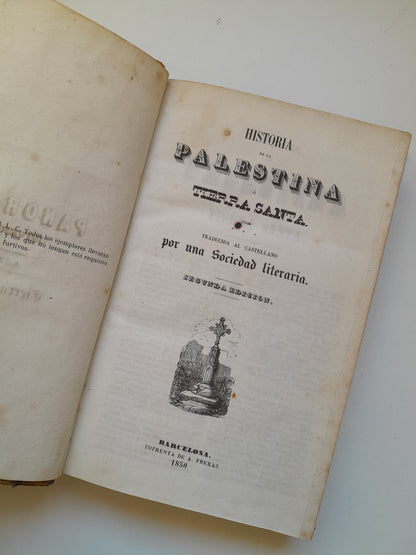 P. L. C. Todos los ejemplares llevarán
y los que no tengan este requisito
furtivos.
HISTORIA
DE LA
PALESTINA
Ó
TIERRA SANTA.
TRADUCIDA AL CASTELLANO
por una Sociedad literaria.
SEGUNDA EDICION.
BARCELONA.
IMPRENTA DE A. FREXAS.
1850